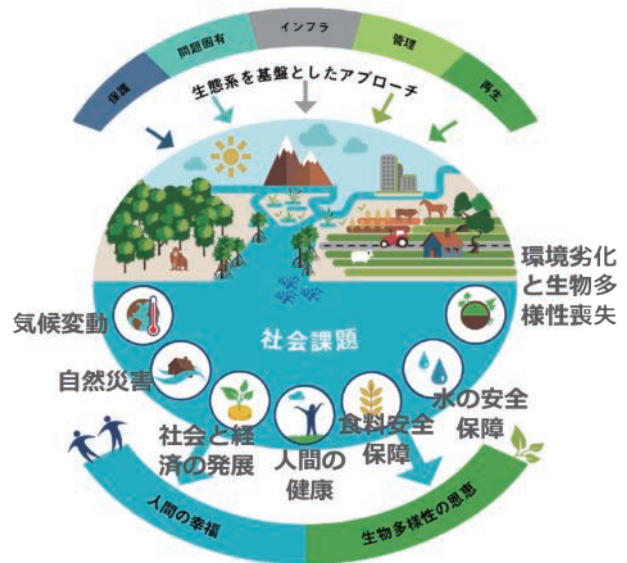 保護
問題固有
インフラ
管理
再生
生態系を基盤としたアプローチ
環境劣化
と生物多
様性喪失
社会課題
気候変動
自然災害
社会と経
済の発展
人間の
健康
食料安全
保障
水の安全
保障
人間の幸福
生物多様性の恩恵